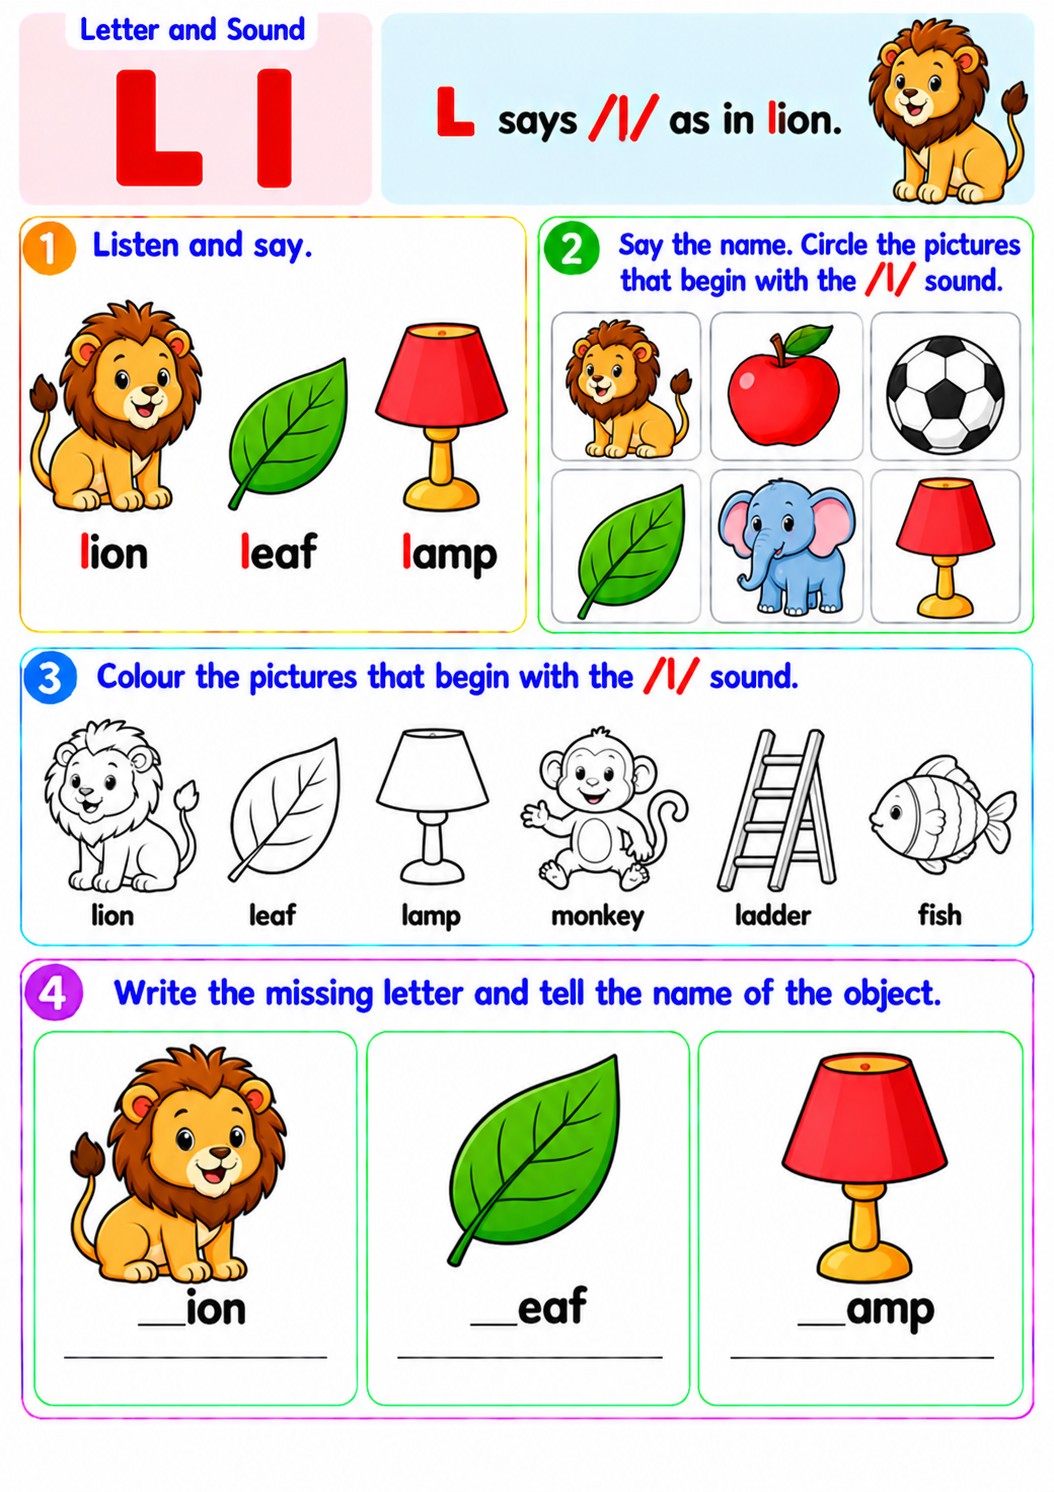 Letter and Sound
L l
L says /l/ as in lion.
1 Listen and say.
lion leaf lamp
2 Say the name. Circle the pictures
that begin with the /l/ sound.
3 Colour the pictures that begin with the /l/ sound.
lion leaf lamp monkey ladder fish
4 Write the missing letter and tell the name of the object.
__ion __eaf __amp